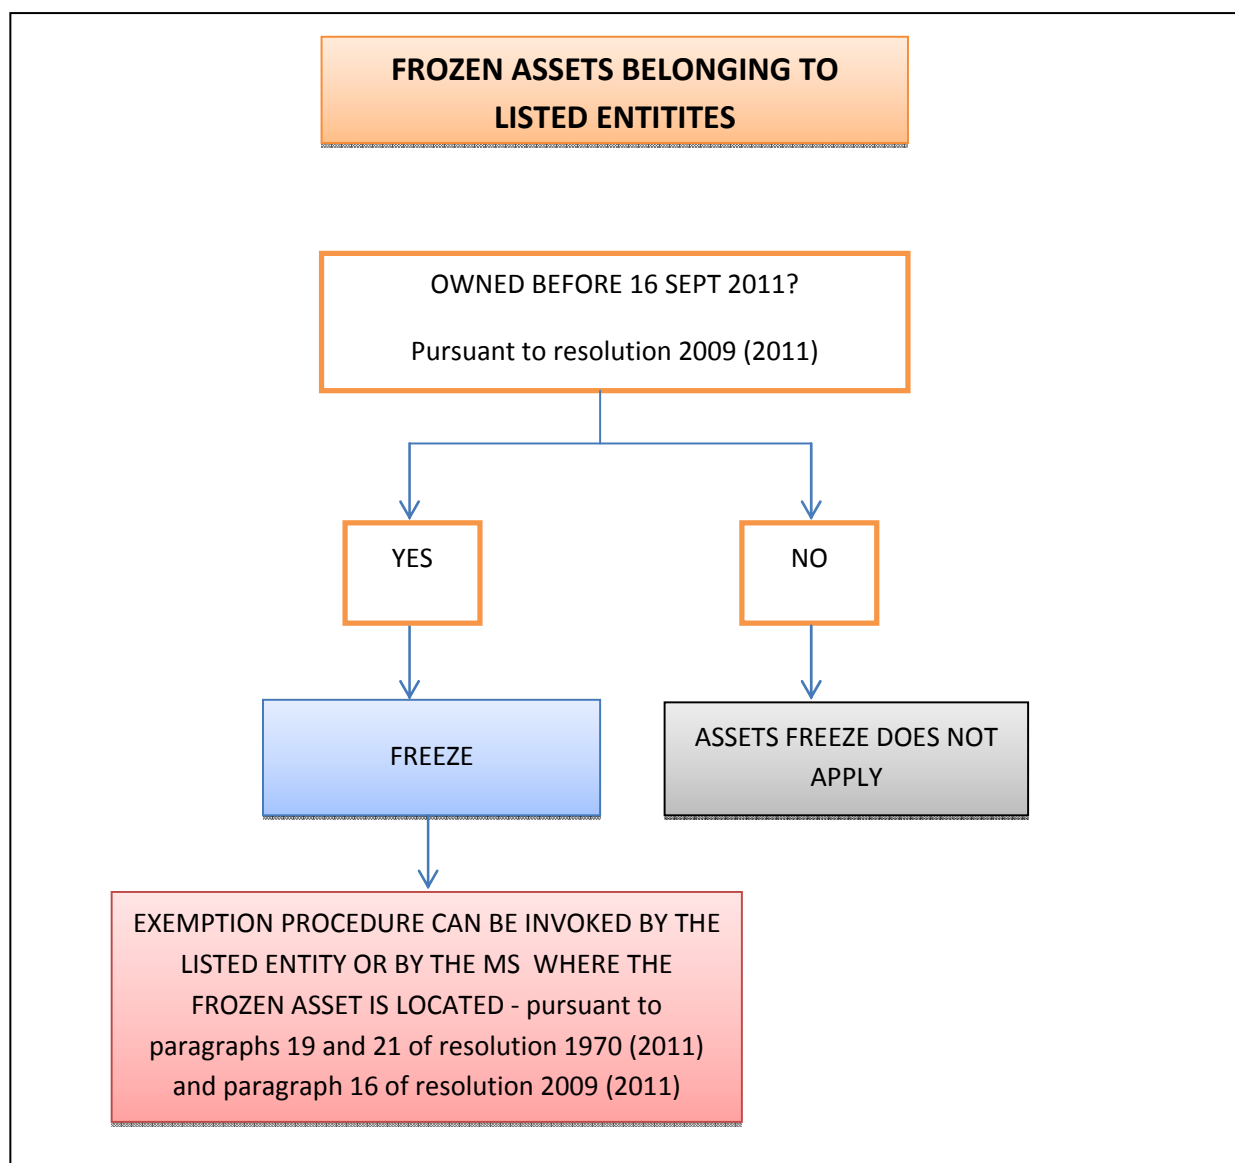 FROZEN ASSETS BELONGING TO
LISTED ENTITITES
OWNED BEFORE 16 SEPT 2011?
Pursuant to resolution 2009 (2011)
YES
NO
FREEZE
ASSETS FREEZE DOES NOT
APPLY
EXEMPTION PROCEDURE CAN BE INVOKED BY THE
LISTED ENTITY OR BY THE MS WHERE THE
FROZEN ASSET IS LOCATED - pursuant to
paragraphs 19 and 21 of resolution 1970 (2011)
and paragraph 16 of resolution 2009 (2011)